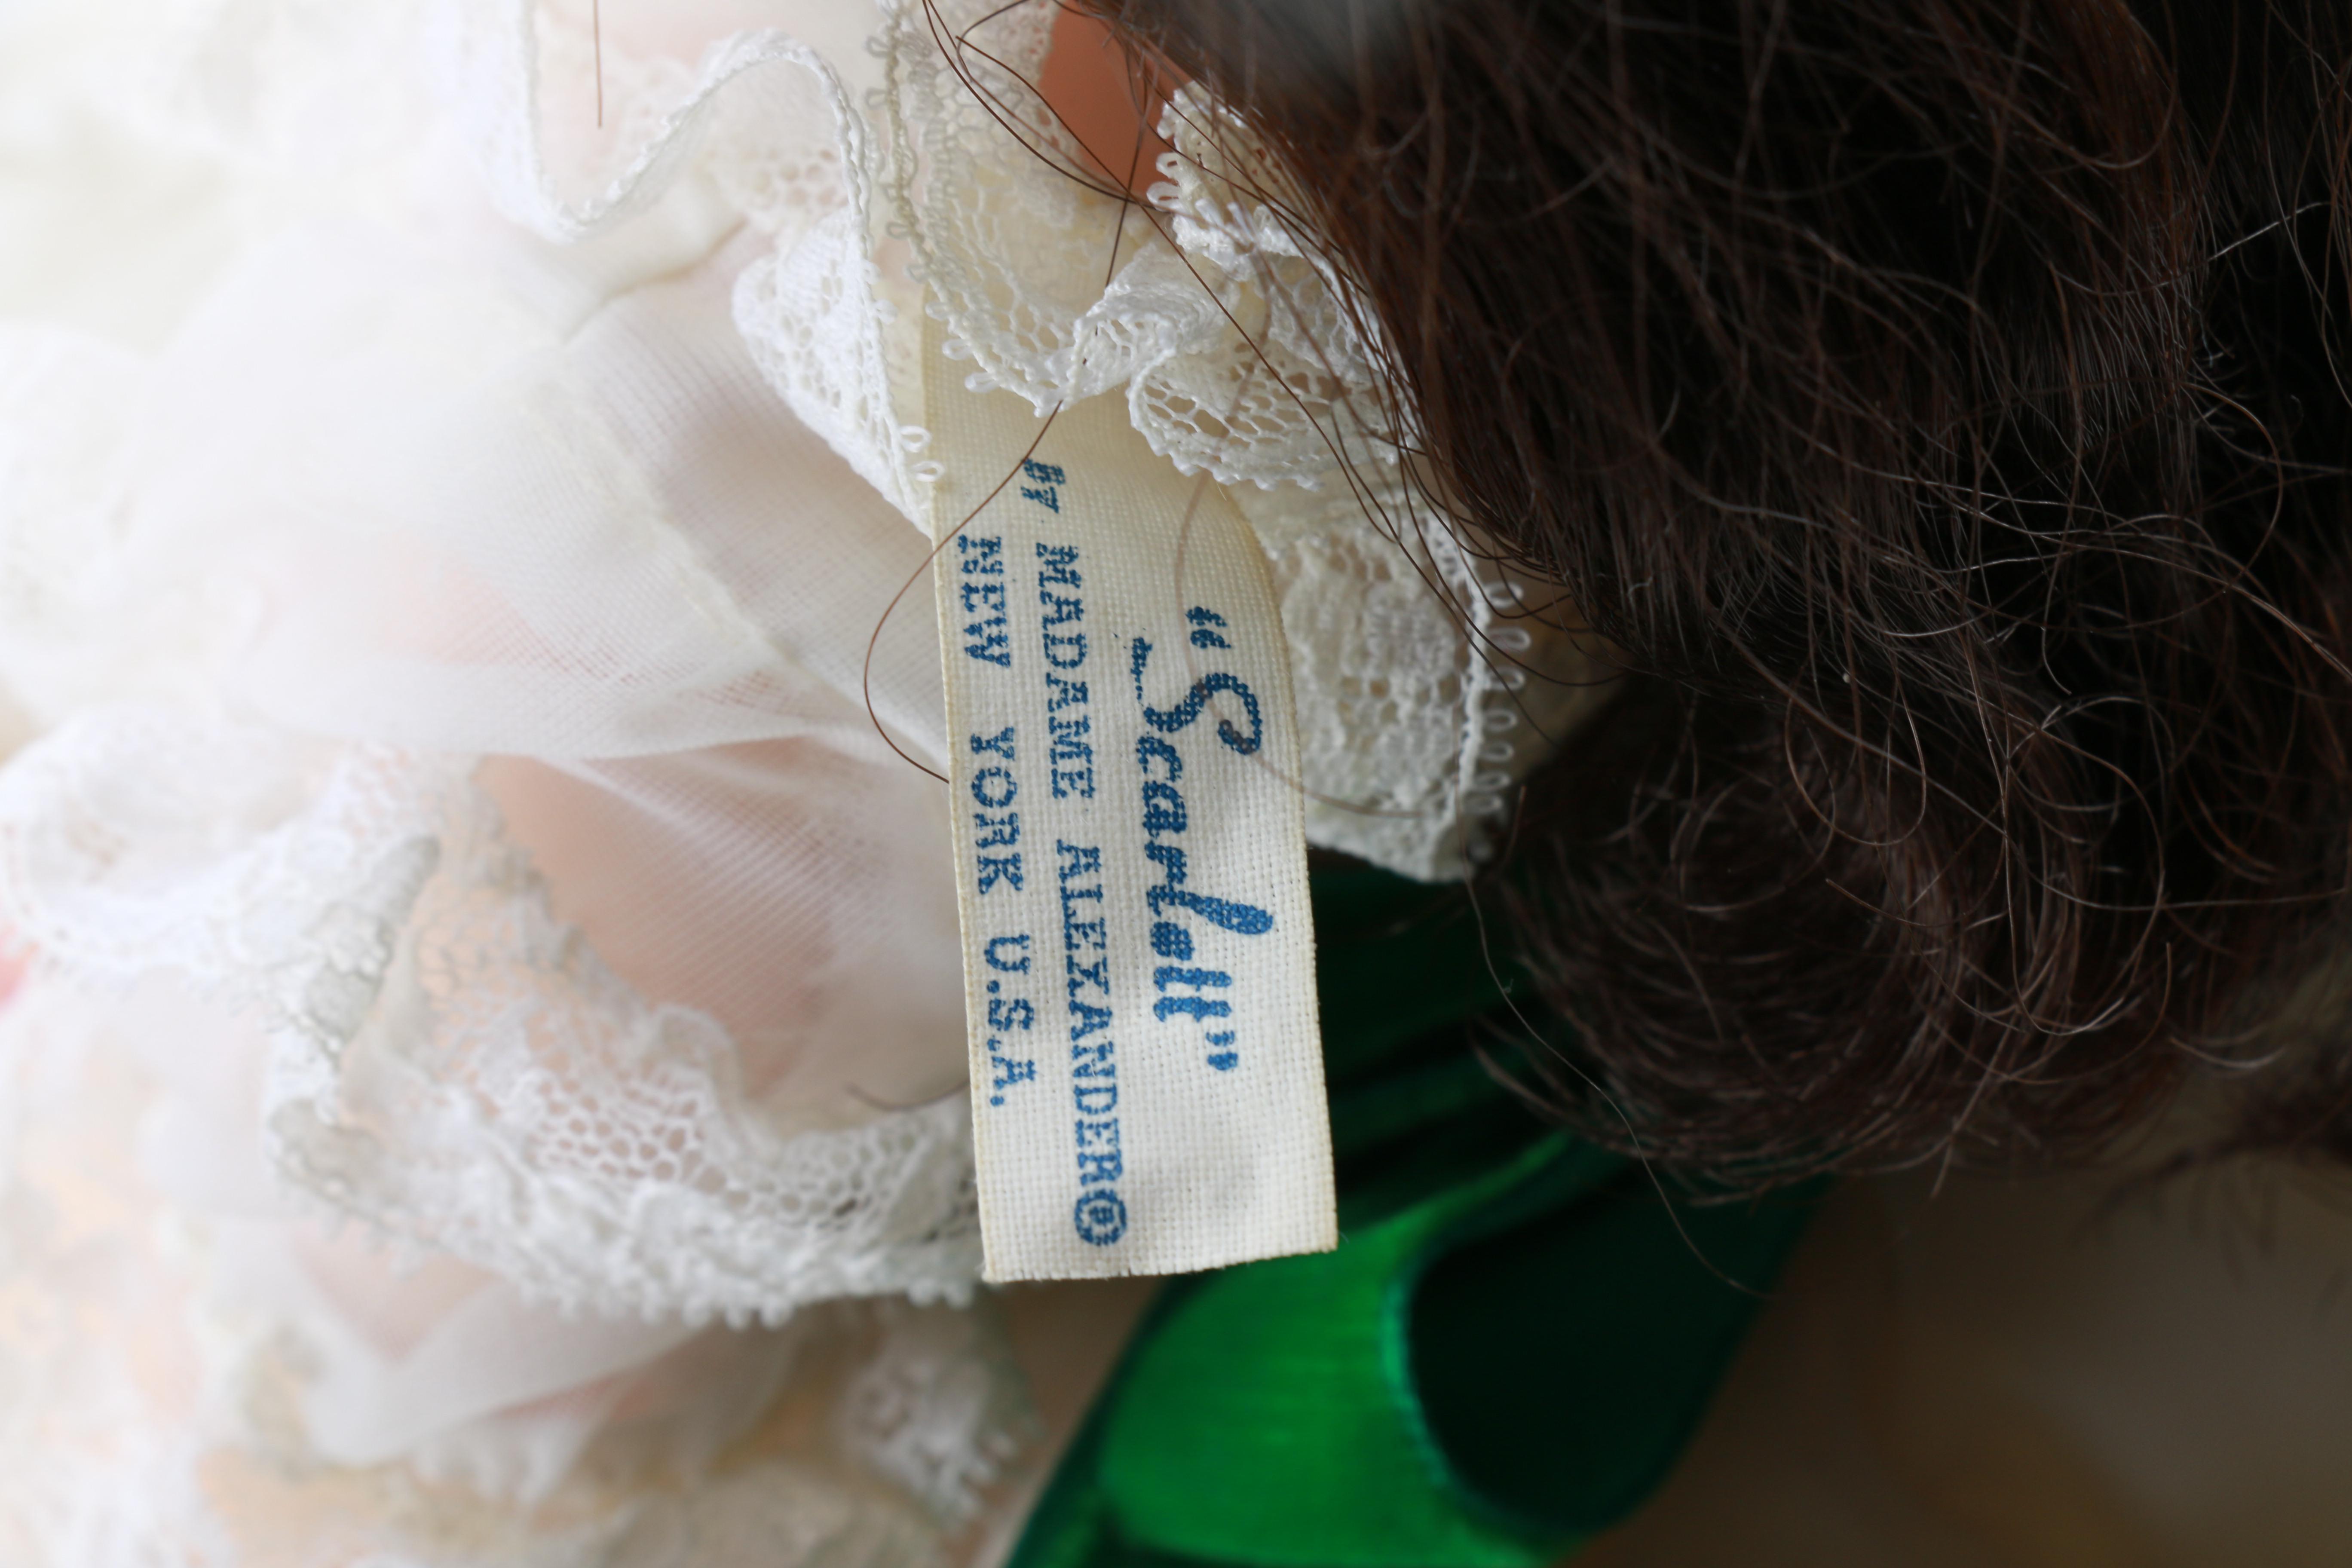 "Scarlett"
BY MADAME ALEXANDER®
NEW YORK U.S.A.